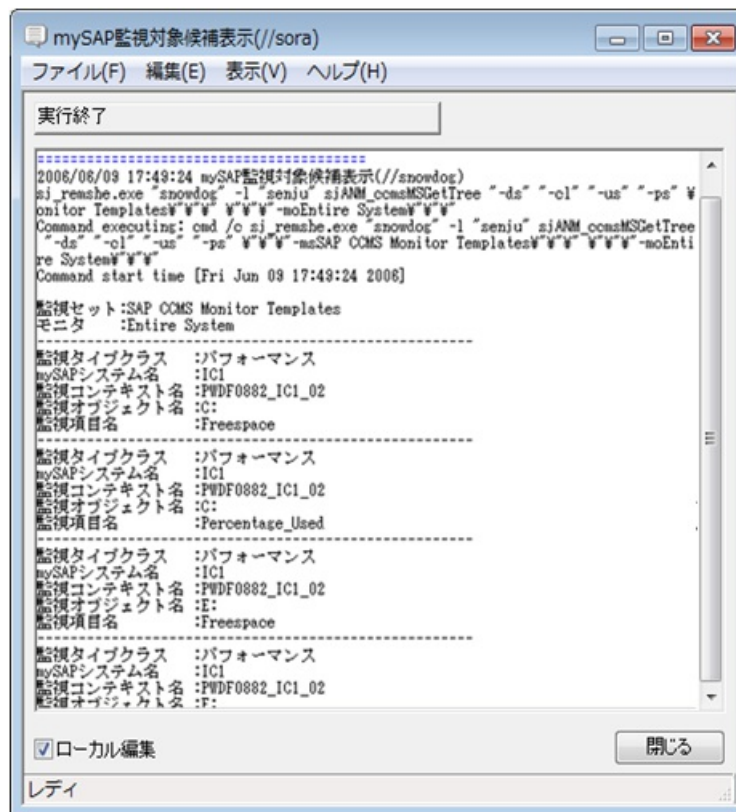 mySAP監視対象候補表示(//sora)
ファイル(F) 編集(E) 表示(V) ヘルプ(H)
実行終了
========================================
2006/06/09 17:49:24 mySAP監視対象候補表示(//snowdog)
sj_remshe.exe "snowdog" -l "senju" sjANM_ccmsMSGetTree "-ds" "-cl" "-us" "-ps" ¥
onitor Templates¥"¥"¥" ¥"¥"¥"-moEntire System¥"¥"¥"
Command executing: cmd /c sj_remshe.exe "snowdog" -l "senju" sjANM_ccmsMSGetTree
"-ds" "-cl" "-us" "-ps" ¥"¥"¥"-msSAP CCMS Monitor Templates¥"¥"¥" ¥"¥"¥"-moEnti
re System¥"¥"¥"
Command start time [Fri Jun 09 17:49:24 2006]
監視セット:SAP CCMS Monitor Templates
モニタ :Entire System
-----------------------------------------------------
監視タイプクラス :パフォーマンス
mySAPシステム名 :IC1
監視コンテキスト名 :PWDF0882_IC1_02
監視オブジェクト名 :C:
監視項目名 :Freespace
-----------------------------------------------------
監視タイプクラス :パフォーマンス
mySAPシステム名 :IC1
監視コンテキスト名 :PWDF0882_IC1_02
監視オブジェクト名 :C:
監視項目名 :Percentage_Used
-----------------------------------------------------
監視タイプクラス :パフォーマンス
mySAPシステム名 :IC1
監視コンテキスト名 :PWDF0882_IC1_02
監視オブジェクト名 :E:
監視項目名 :Freespace
-----------------------------------------------------
監視タイプクラス :パフォーマンス
mySAPシステム名 :IC1
監視コンテキスト名 :PWDF0882_IC1_02
監視オブジェクト名
ローカル編集
閉じる
レディ